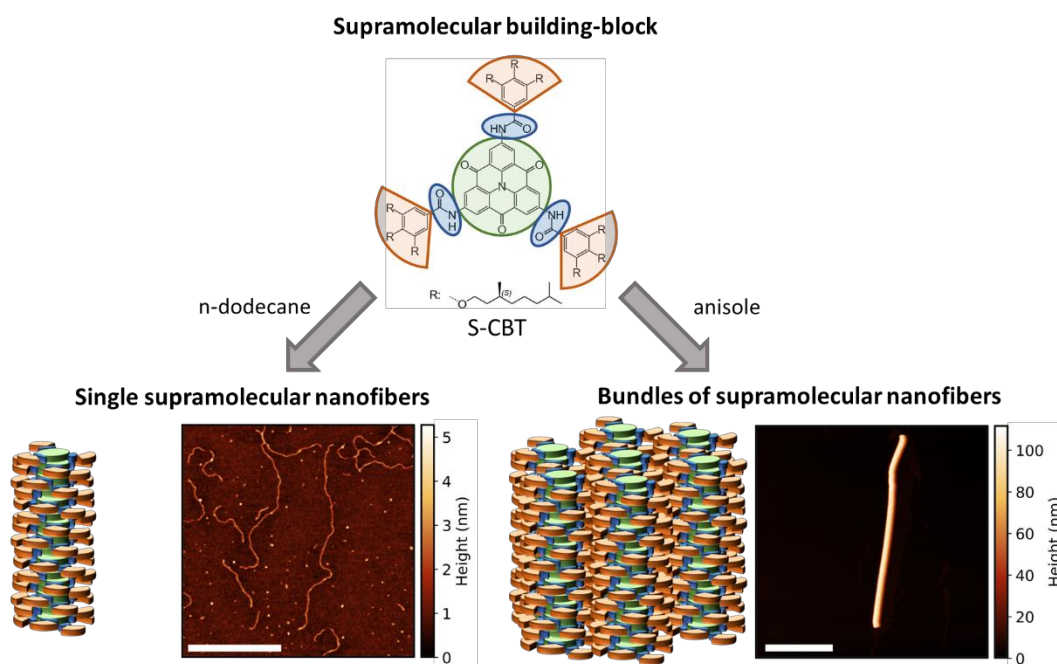 Supramolecular building-block
R
R R
HN O
O O
N
O O
N H
NH O
R R R
R R R
R: O (S)
S-CBT
n-dodecane
anisole
Single supramolecular nanofibers
Bundles of supramolecular nanofibers
5
4
3
2
1
0
Height (nm)
100
80
60
40
20
0
Height (nm)